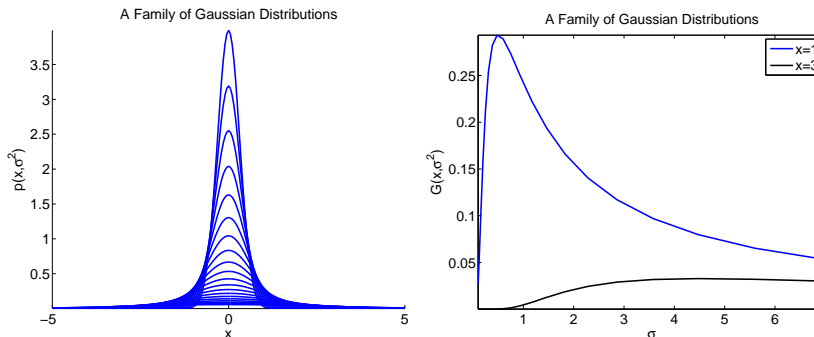 A Family of Gaussian Distributions
3.5
3
2.5
2
1.5
1
0.5
p(x,σ²)
−5
0
5
x
A Family of Gaussian Distributions
x=1
x=3
0.25
0.2
0.15
0.1
0.05
G(x,σ²)
1
2
3
4
5
6
σ